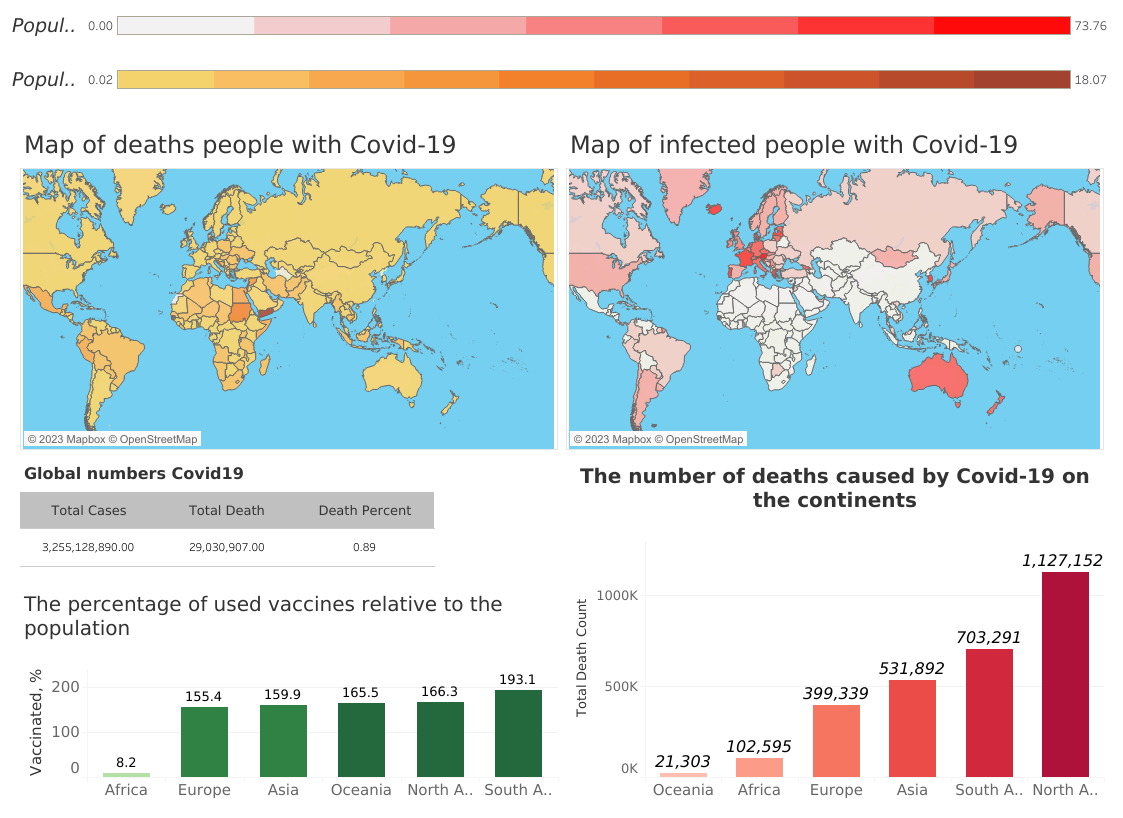 Popul.. 0.00 73.76
Popul.. 0.02 18.07
Map of deaths people with Covid-19
© 2023 Mapbox © OpenStreetMap
Map of infected people with Covid-19
© 2023 Mapbox © OpenStreetMap
Global numbers Covid19
Total Cases Total Death Death Percent
3,255,128,890.00 29,030,907.00 0.89
The percentage of used vaccines relative to the
population
Vaccinated, %
200
100
0
8.2 155.4 159.9 165.5 166.3 193.1
Africa Europe Asia Oceania North A.. South A..
The number of deaths caused by Covid-19 on
the continents
Total Death Count
1000K
500K
0K
21,303 102,595 399,339 531,892 703,291 1,127,152
Oceania Africa Europe Asia South A.. North A..